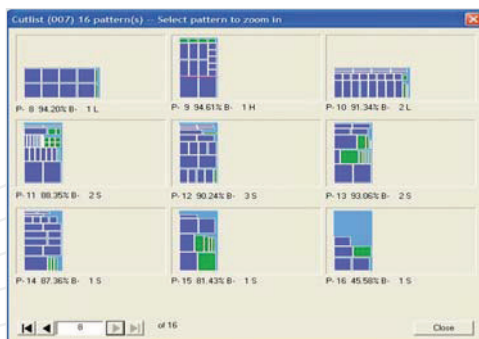 Cutlist (007) 16 pattern(s) -- Select pattern to zoom in
P- 8 94.20% B- 1 L
P- 9 94.61% B- 1 H
P- 10 91.34% B- 2 L
P- 11 88.35% B- 2 S
P- 12 90.24% B- 3 S
P- 13 93.06% B- 2 S
P- 14 87.36% B- 1 S
P- 15 81.43% B- 1 S
P- 16 45.58% B- 1 S
8 of 16 Close